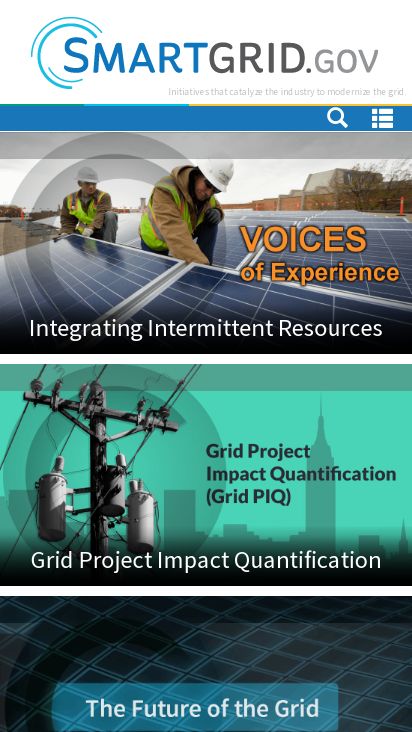 SMARTGRID.GOV
Initiatives that catalyze the industry to modernize the grid
VOICES
of Experience
Integrating Intermittent Resources
Grid Project
Impact Quantification
(Grid PIQ)
Grid Project Impact Quantification
The Future of the Grid